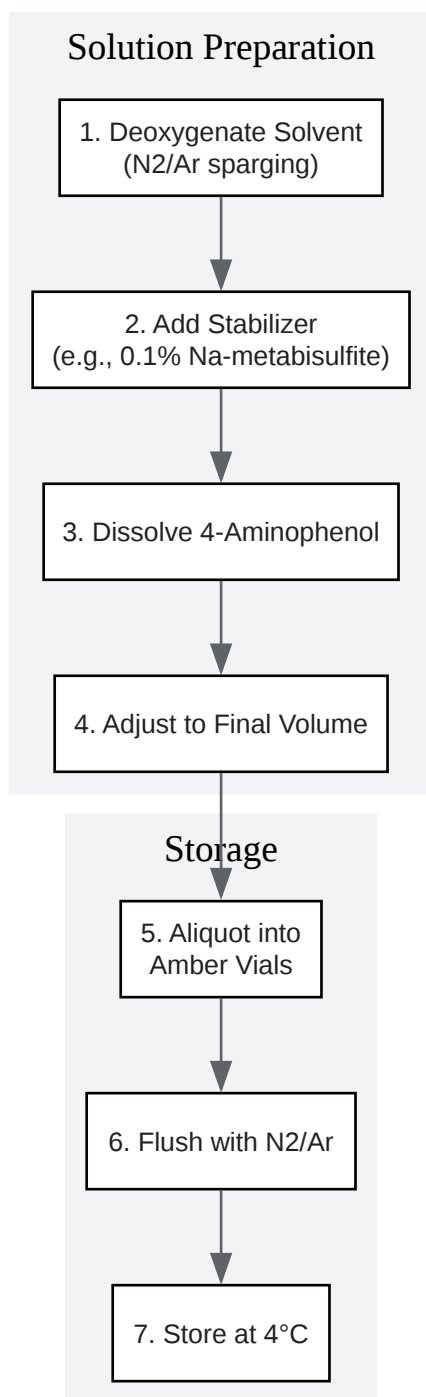 Solution Preparation
1. Deoxygenate Solvent
(N2/Ar sparging)
2. Add Stabilizer
(e.g., 0.1% Na-metabisulfite)
3. Dissolve 4-Aminophenol
4. Adjust to Final Volume
Storage
5. Aliquot into
Amber Vials
6. Flush with N2/Ar
7. Store at 4°C